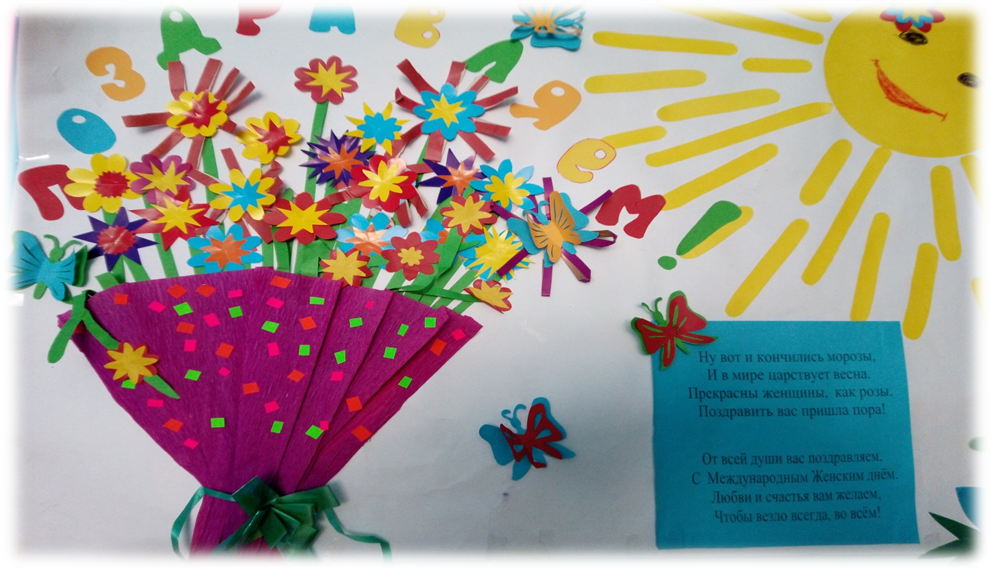 ПОЗДРАВЛЯЕМ!
Ну вот и кончились морозы,
И в мире царствует весна.
Прекрасны женщины, как розы.
Поздравить вас пришла пора!
От всей души вас поздравляем,
С Международным Женским днём.
Любви и счастья вам желаем,
Чтобы везло всегда, во всём!